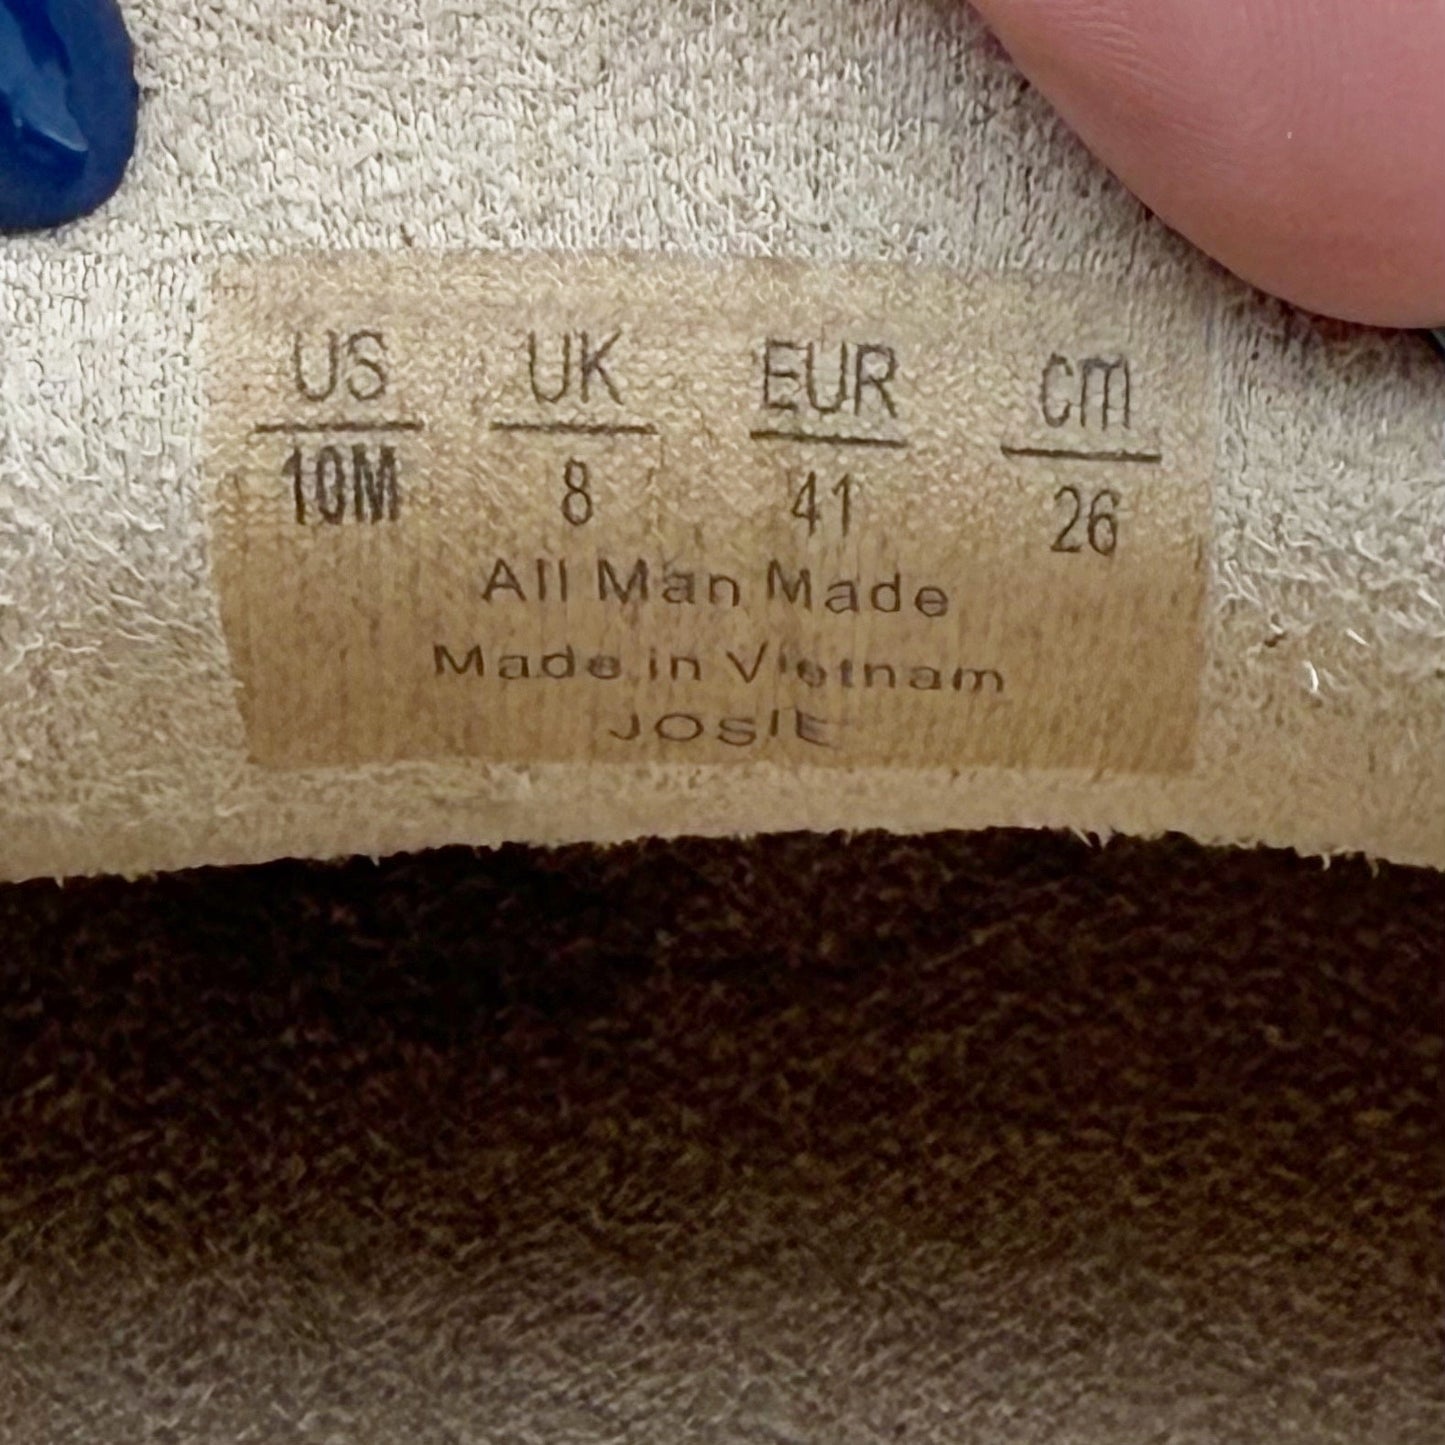 US UK EUR cm
10M 8 41 26
All Man Made
Made in Vietnam
JOSIE